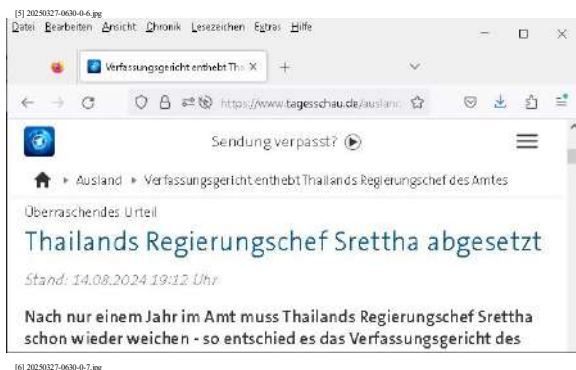 [5] 20250327-0630-0-6.jpg
Datei Bearbeiten Ansicht Chronik Lesezeichen Extras Hilfe
Verfassungsgericht enthebt Tha
https://www.tagesschau.de/auslanc
Sendung verpasst?
Ausland Verfassungsgericht enthebt Thailands Regierungschef des Amtes
Überraschendes Urteil
Thailands Regierungschef Srettha abgesetzt
Stand: 14.08.2024 19:12 Uhr
Nach nur einem Jahr im Amt muss Thailands Regierungschef Srettha
schon wieder weichen - so entschied es das Verfassungsgericht des
[6] 20250327-0630-0-7.jpg